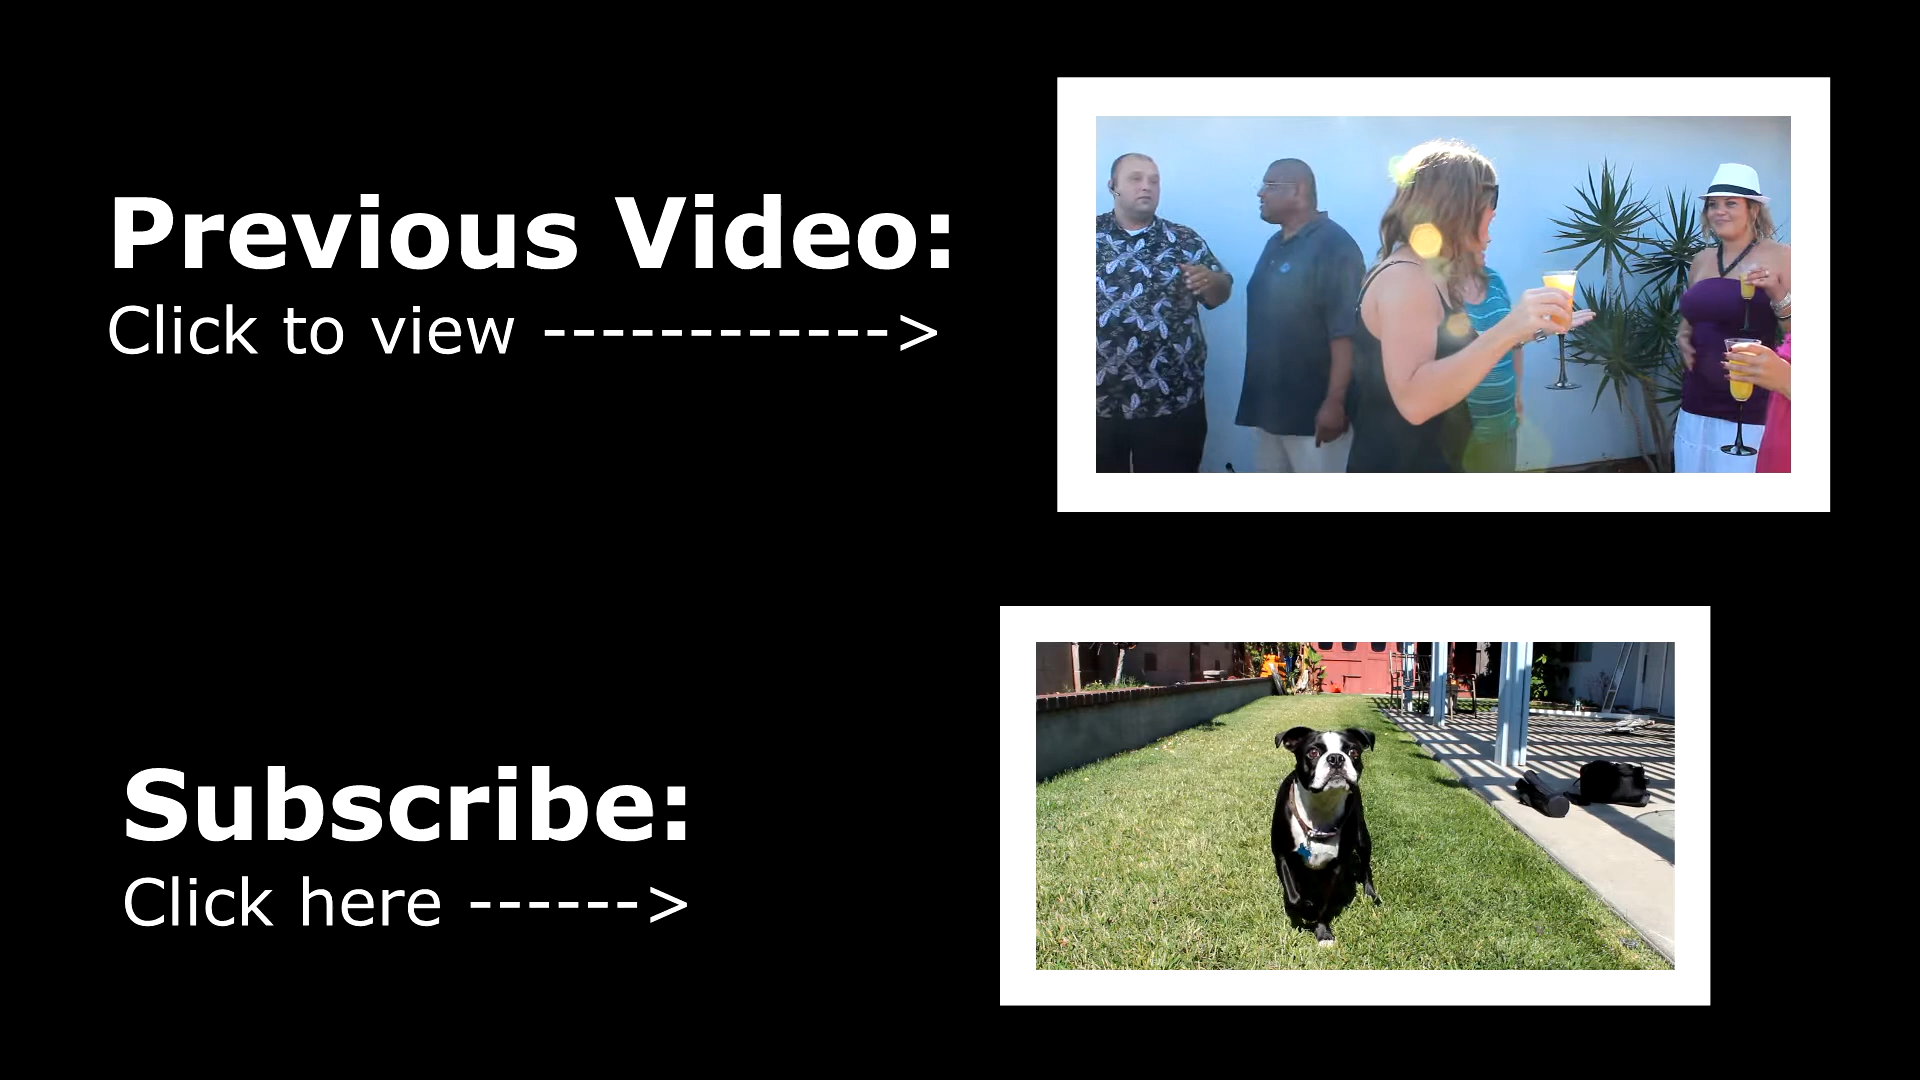 Previous Video:
Click to view ------------>
Subscribe:
Click here ------>